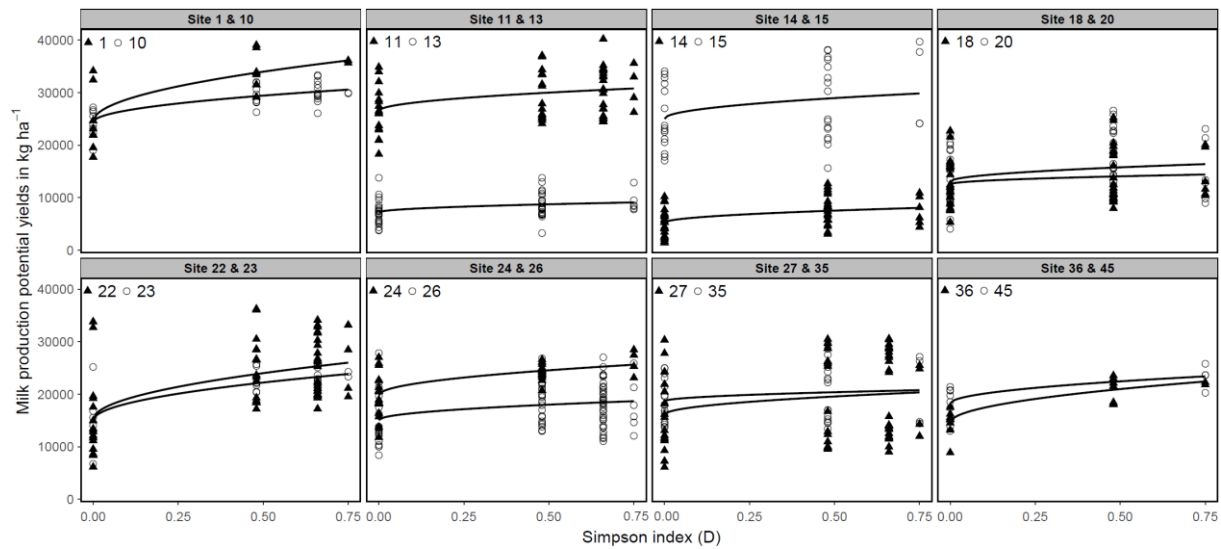 Site 1 & 10
Site 11 & 13
Site 14 & 15
Site 18 & 20
40000
30000
20000
10000
0
▲ 1 ○ 10
▲ 11 ○ 13
▲ 14 ○ 15
▲ 18 ○ 20
Milk production potential yields in kg ha⁻¹
Site 22 & 23
Site 24 & 26
Site 27 & 35
Site 36 & 45
40000
30000
20000
10000
0
▲ 22 ○ 23
▲ 24 ○ 26
▲ 27 ○ 35
▲ 36 ○ 45
0.00 0.25 0.50 0.75 0.00 0.25 0.50 0.75 0.00 0.25 0.50 0.75 0.00 0.25 0.50 0.75
Simpson index (D)